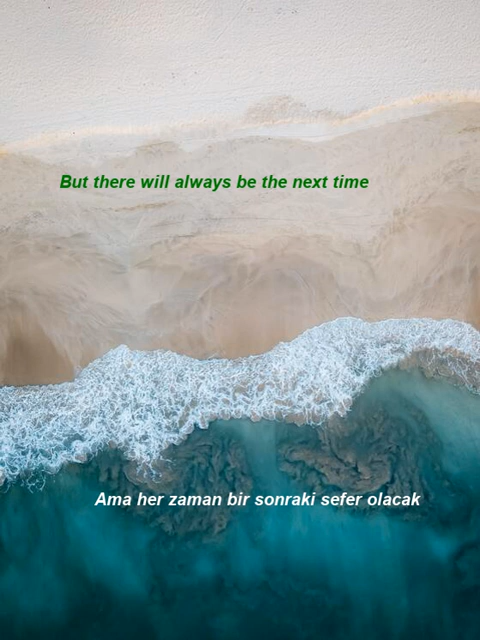 But there will always be the next time
Ama her zaman bir sonraki sefer olacak